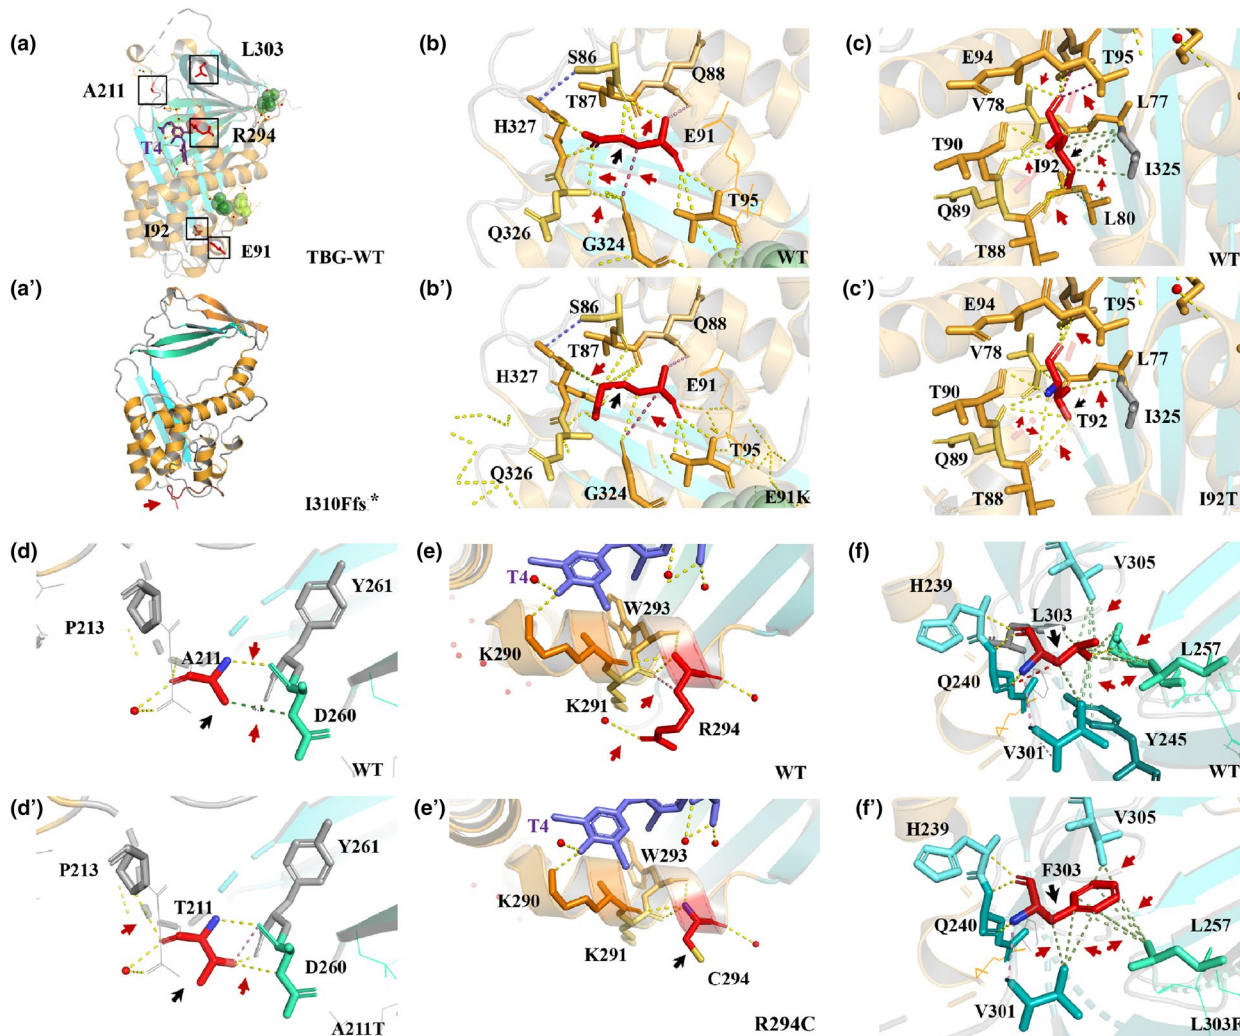 (a)
L303
A211
R294
T4
I92
E91
TBG-WT
(b)
S86
Q88
T87
H327
E91
T95
Q326
G324
WT
(c)
E94
T95
V78
L77
T90
I92
I325
Q89
L80
T88
WT
(a’)
I310Ffs*
(b’)
S86
Q88
T87
H327
E91
T95
Q326
G324
E91K
(c’)
E94
T95
V78
L77
T90
I325
T92
Q89
T88
I92T
(d)
Y261
P213
A211
D260
WT
(e)
T4
W293
K290
K291
R294
WT
(f)
V305
H239
L303
L257
Q240
V301
Y245
WT
(d’)
Y261
P213
T211
D260
A211T
(e’)
T4
W293
K290
K291
C294
R294C
(f’)
V305
H239
F303
L257
Q240
V301
L303F